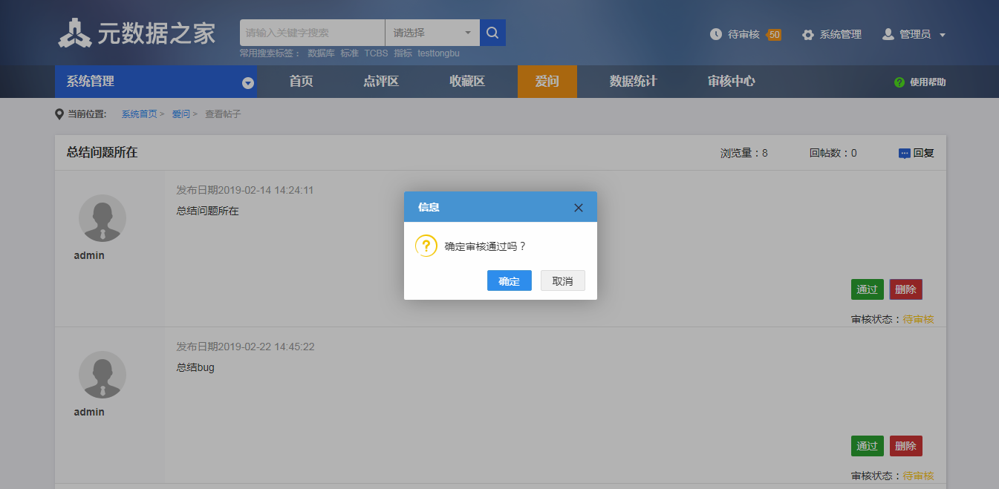 元数据之家
请输入关键字搜索 请选择
待审核 50 系统管理 管理员
常用搜索标签： 数据库 标准 TCBS 指标 testtongbu
系统管理 首页 点评区 收藏区 爱问 数据统计 审核中心 ? 使用帮助
当前位置: 系统首页 > 爱问 > 查看帖子
总结问题所在 浏览量：8 回帖数：0 回复
发布日期2019-02-14 14:24:11
总结问题所在
admin
信息
? 确定审核通过吗？
确定 取消
通过 删除
审核状态：待审核
发布日期2019-02-22 14:45:22
总结bug
admin
通过 删除
审核状态：待审核